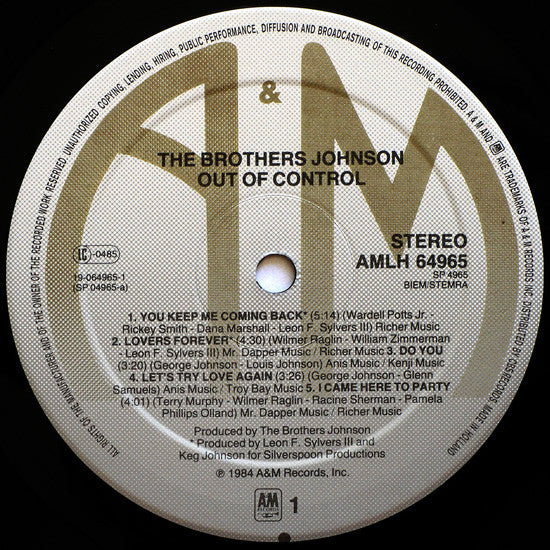 ALL RIGHTS OF THE MANUFACTURER AND OF THE OWNER OF THE RECORDED WORK RESERVED. UNAUTHORIZED COPYING, LENDING, HIRING, PUBLIC PERFORMANCE, DIFFUSION AND BROADCASTING OF THIS RECORDING PROHIBITED. A & M AND A&M ARE TRADEMARKS OF A & M RECORDS, INC. DISTRIBUTED BY CBS RECORDS. MADE IN HOLLAND
A & M
THE BROTHERS JOHNSON
OUT OF CONTROL
LC -0485
STEREO
AMLH 64965
SP 4965
BIEM/STEMRA
19-064965-1
(SP 04965-a)
1. YOU KEEP ME COMING BACK* (5:14) (Wardell Potts Jr. -
Rickey Smith - Dana Marshall - Leon F. Sylvers III) Richer Music
2. LOVERS FOREVER* (4:30) (Wilmer Raglin - William Zimmerman
- Leon F. Sylvers III) Mr. Dapper Music / Richer Music 3. DO YOU
(3:20) (George Johnson - Louis Johnson) Anis Music / Kenji Music
4. LET'S TRY LOVE AGAIN (3:26) (George Johnson - Glenn
Samuels) Anis Music / Troy Bay Music 5. I CAME HERE TO PARTY
(4:01) (Terry Murphy - Wilmer Raglin - Racine Sherman - Pamela
Phillips Olland) Mr. Dapper Music / Richer Music
Produced by The Brothers Johnson
* Produced by Leon F. Sylvers III and
Keg Johnson for Silverspoon Productions
℗ 1984 A&M Records, Inc.
A&M RECORDS
1